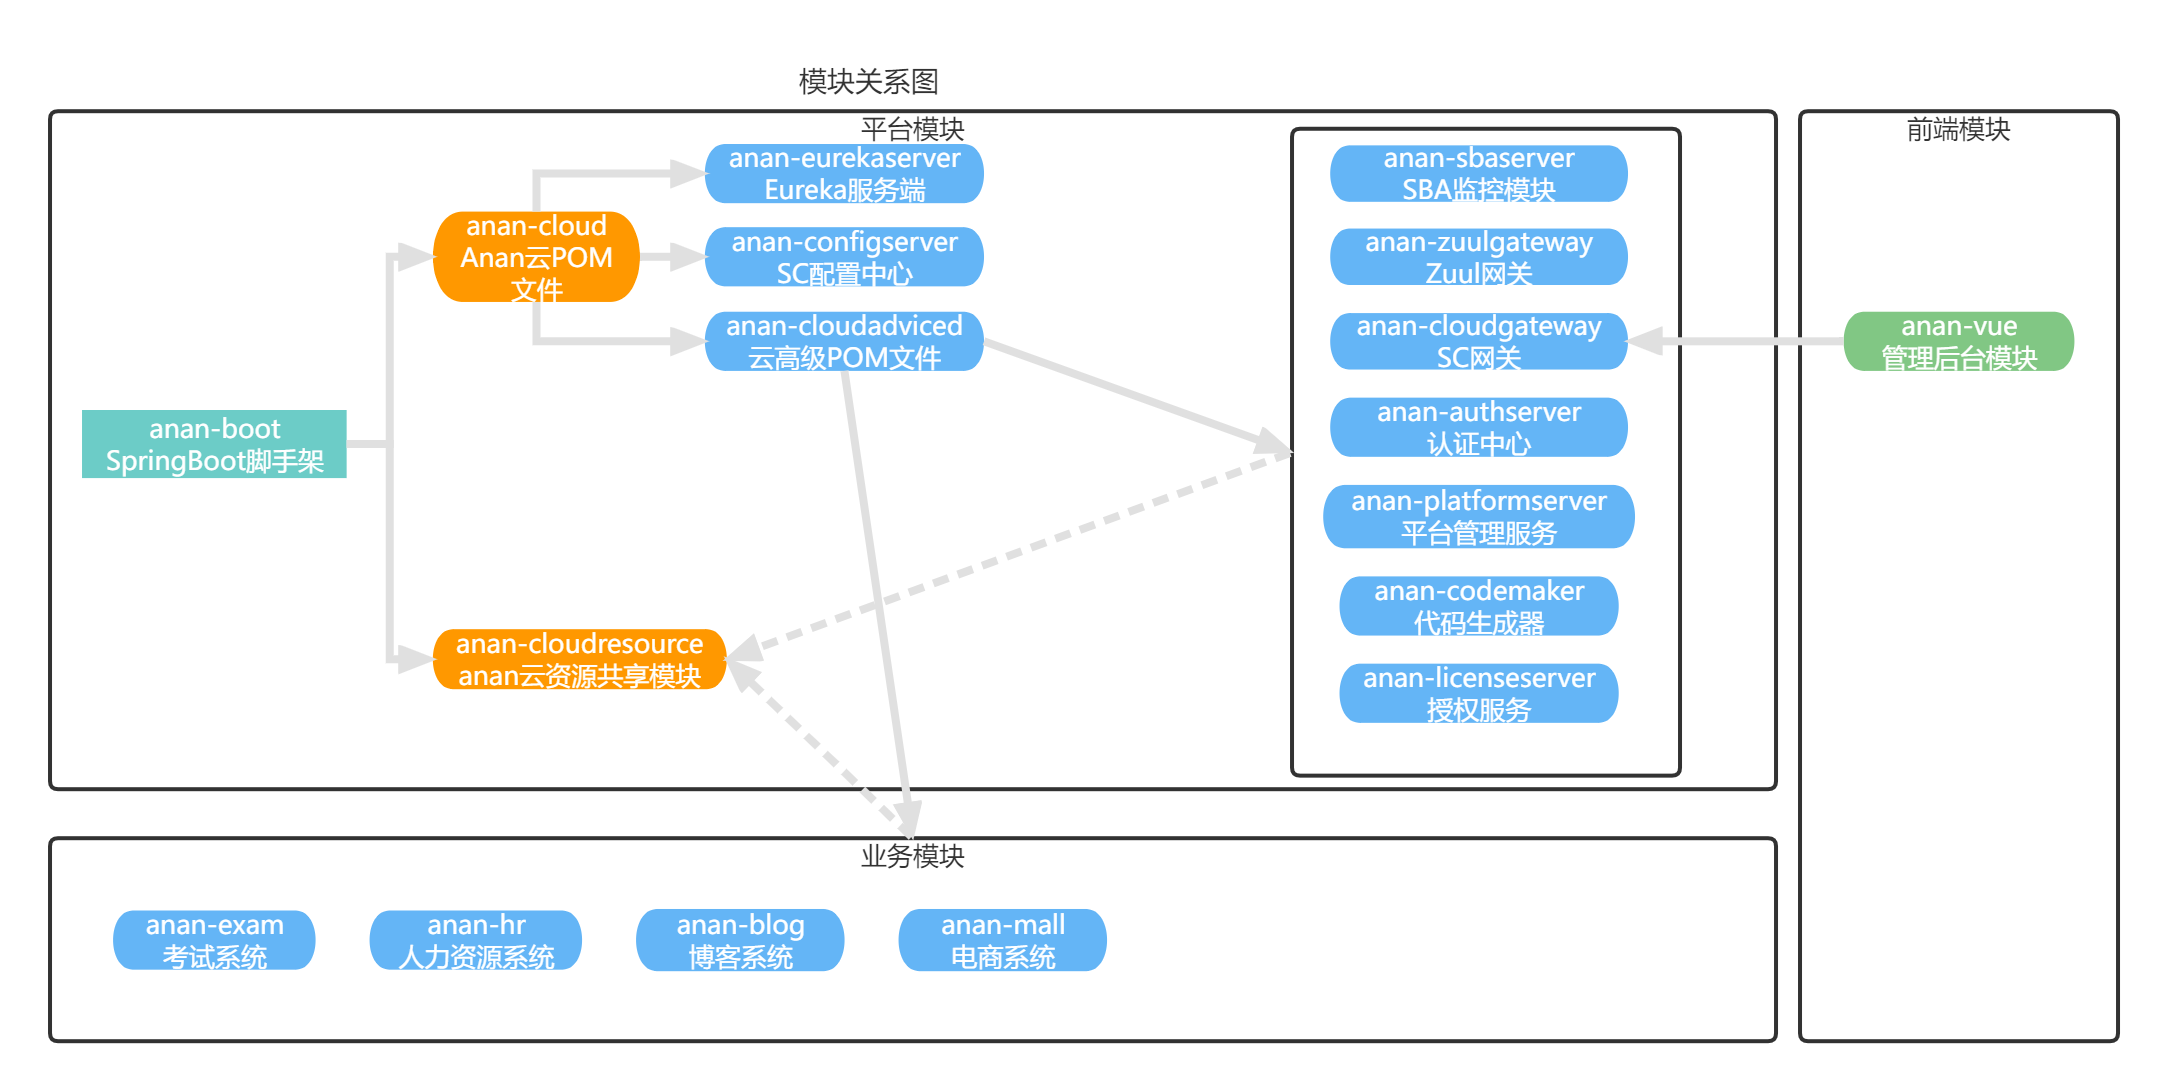 模块关系图
平台模块
anan-boot
SpringBoot脚手架
anan-cloud
Anan云POM
文件
anan-cloudresource
anan云资源共享模块
anan-eurekaserver
Eureka服务端
anan-configserver
SC配置中心
anan-cloudadviced
云高级POM文件
anan-sbaserver
SBA监控模块
anan-zuulgateway
Zuul网关
anan-cloudgateway
SC网关
anan-authserver
认证中心
anan-platformserver
平台管理服务
anan-codemaker
代码生成器
anan-licenseserver
授权服务
前端模块
anan-vue
管理后台模块
业务模块
anan-exam
考试系统
anan-hr
人力资源系统
anan-blog
博客系统
anan-mall
电商系统